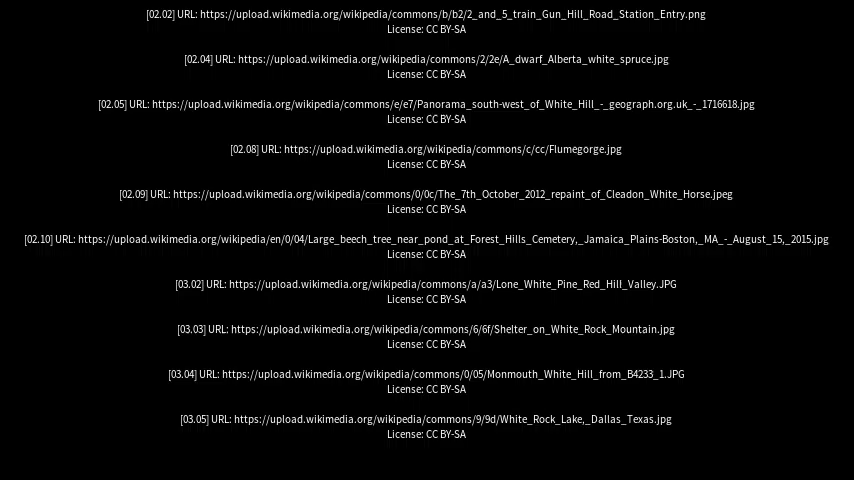 [02.02] URL: https://upload.wikimedia.org/wikipedia/commons/b/b2/2_and_5_train_Gun_Hill_Road_Station_Entry.png
License: CC BY-SA
[02.04] URL: https://upload.wikimedia.org/wikipedia/commons/2/2e/A_dwarf_Alberta_white_spruce.jpg
License: CC BY-SA
[02.05] URL: https://upload.wikimedia.org/wikipedia/commons/e/e7/Panorama_south-west_of_White_Hill_-_geograph.org.uk_-_1716618.jpg
License: CC BY-SA
[02.08] URL: https://upload.wikimedia.org/wikipedia/commons/c/cc/Flumegorge.jpg
License: CC BY-SA
[02.09] URL: https://upload.wikimedia.org/wikipedia/commons/0/0c/The_7th_October_2012_repaint_of_Cleadon_White_Horse.jpeg
License: CC BY-SA
[02.10] URL: https://upload.wikimedia.org/wikipedia/en/0/04/Large_beech_tree_near_pond_at_Forest_Hills_Cemetery,_Jamaica_Plains-Boston,_MA_-_August_15,_2015.jpg
License: CC BY-SA
[03.02] URL: https://upload.wikimedia.org/wikipedia/commons/a/a3/Lone_White_Pine_Red_Hill_Valley.JPG
License: CC BY-SA
[03.03] URL: https://upload.wikimedia.org/wikipedia/commons/6/6f/Shelter_on_White_Rock_Mountain.jpg
License: CC BY-SA
[03.04] URL: https://upload.wikimedia.org/wikipedia/commons/0/05/Monmouth_White_Hill_from_B4233_1.JPG
License: CC BY-SA
[03.05] URL: https://upload.wikimedia.org/wikipedia/commons/9/9d/White_Rock_Lake,_Dallas_Texas.jpg
License: CC BY-SA